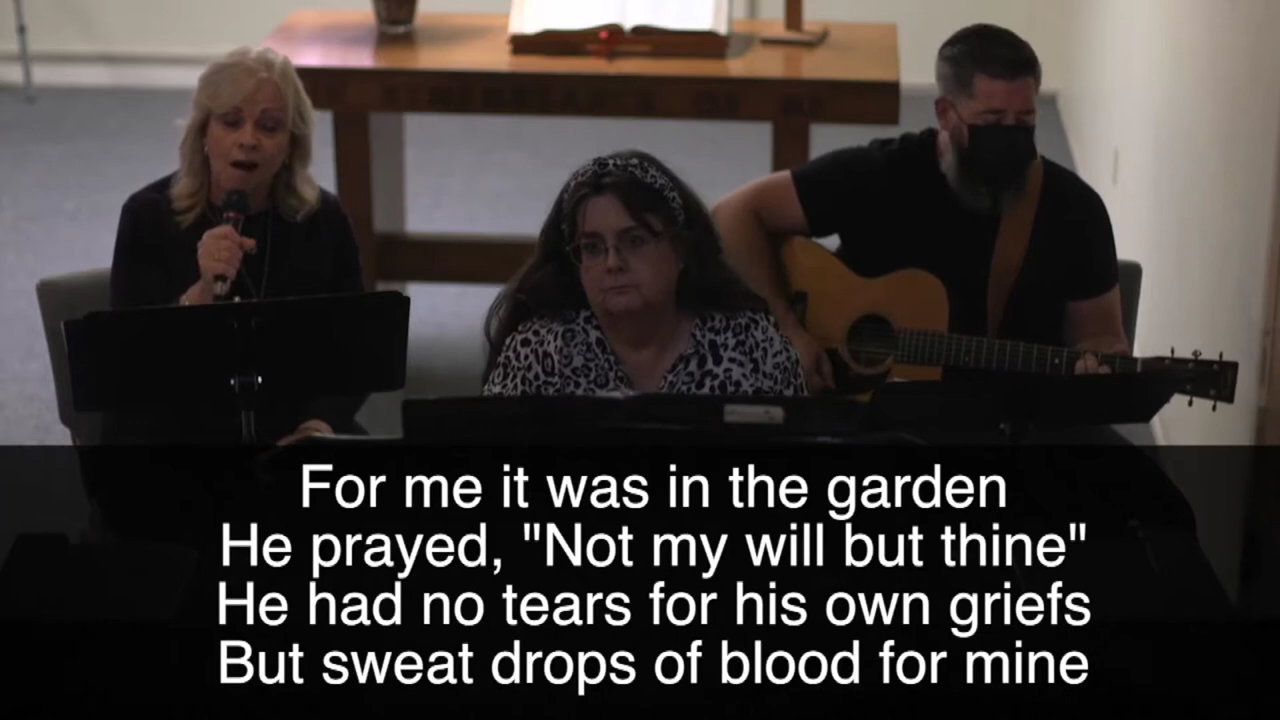 For me it was in the garden
He prayed, "Not my will but thine"
He had no tears for his own griefs
But sweat drops of blood for mine